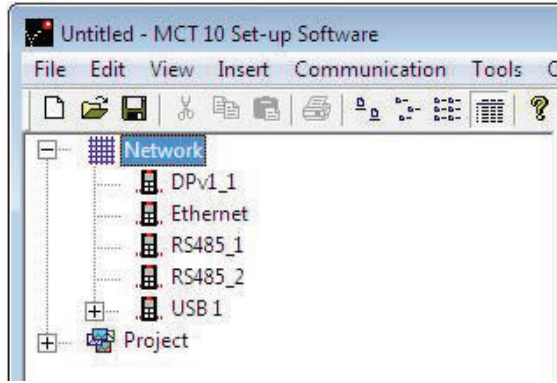 Untitled - MCT 10 Set-up Software
File Edit View Insert Communication Tools
Network
DPv1_1
Ethernet
RS485_1
RS485_2
USB 1
Project